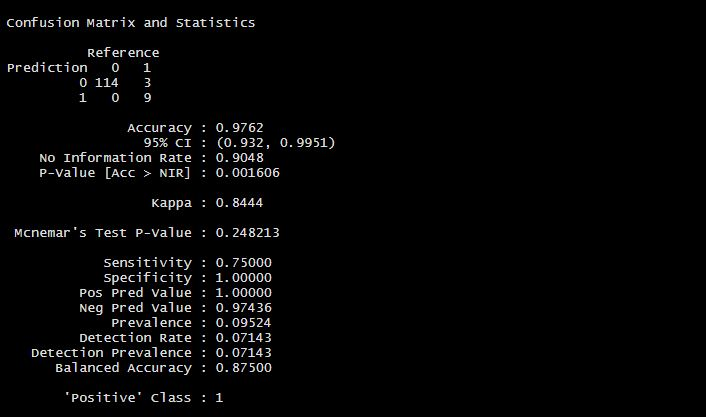 Confusion Matrix and Statistics
Reference
Prediction 0 1
0 114 3
1 0 9
Accuracy : 0.9762
95% CI : (0.932, 0.9951)
No Information Rate : 0.9048
P-Value [Acc > NIR] : 0.001606
Kappa : 0.8444
Mcnemar's Test P-Value : 0.248213
Sensitivity : 0.75000
Specificity : 1.00000
Pos Pred Value : 1.00000
Neg Pred Value : 0.97436
Prevalence : 0.09524
Detection Rate : 0.07143
Detection Prevalence : 0.07143
Balanced Accuracy : 0.87500
'Positive' Class : 1